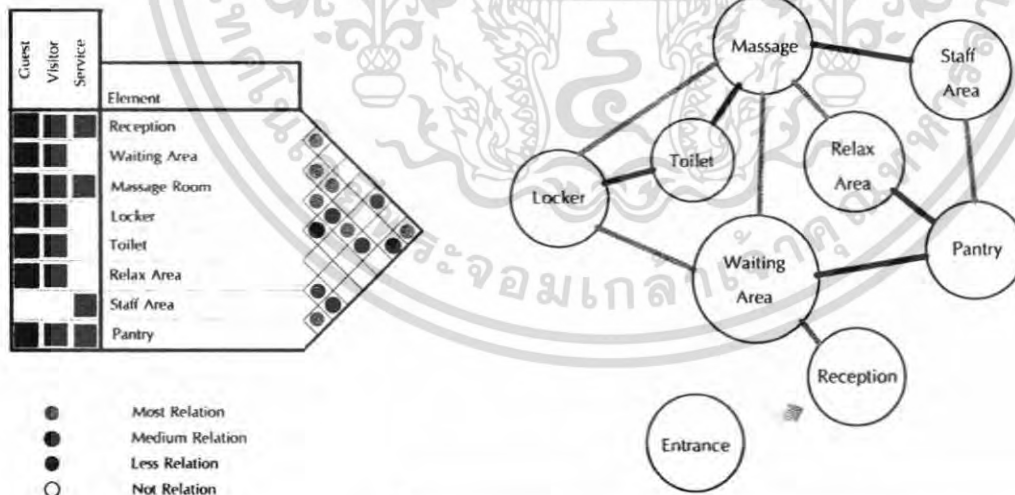 Guest
Visitor
Service
Element
Reception
Waiting Area
Massage Room
Locker
Toilet
Relax Area
Staff Area
Pantry
Most Relation
Medium Relation
Less Relation
Not Relation
Massage
Staff
Area
Toilet
Relax
Area
Locker
Waiting
Area
Pantry
Reception
Entrance